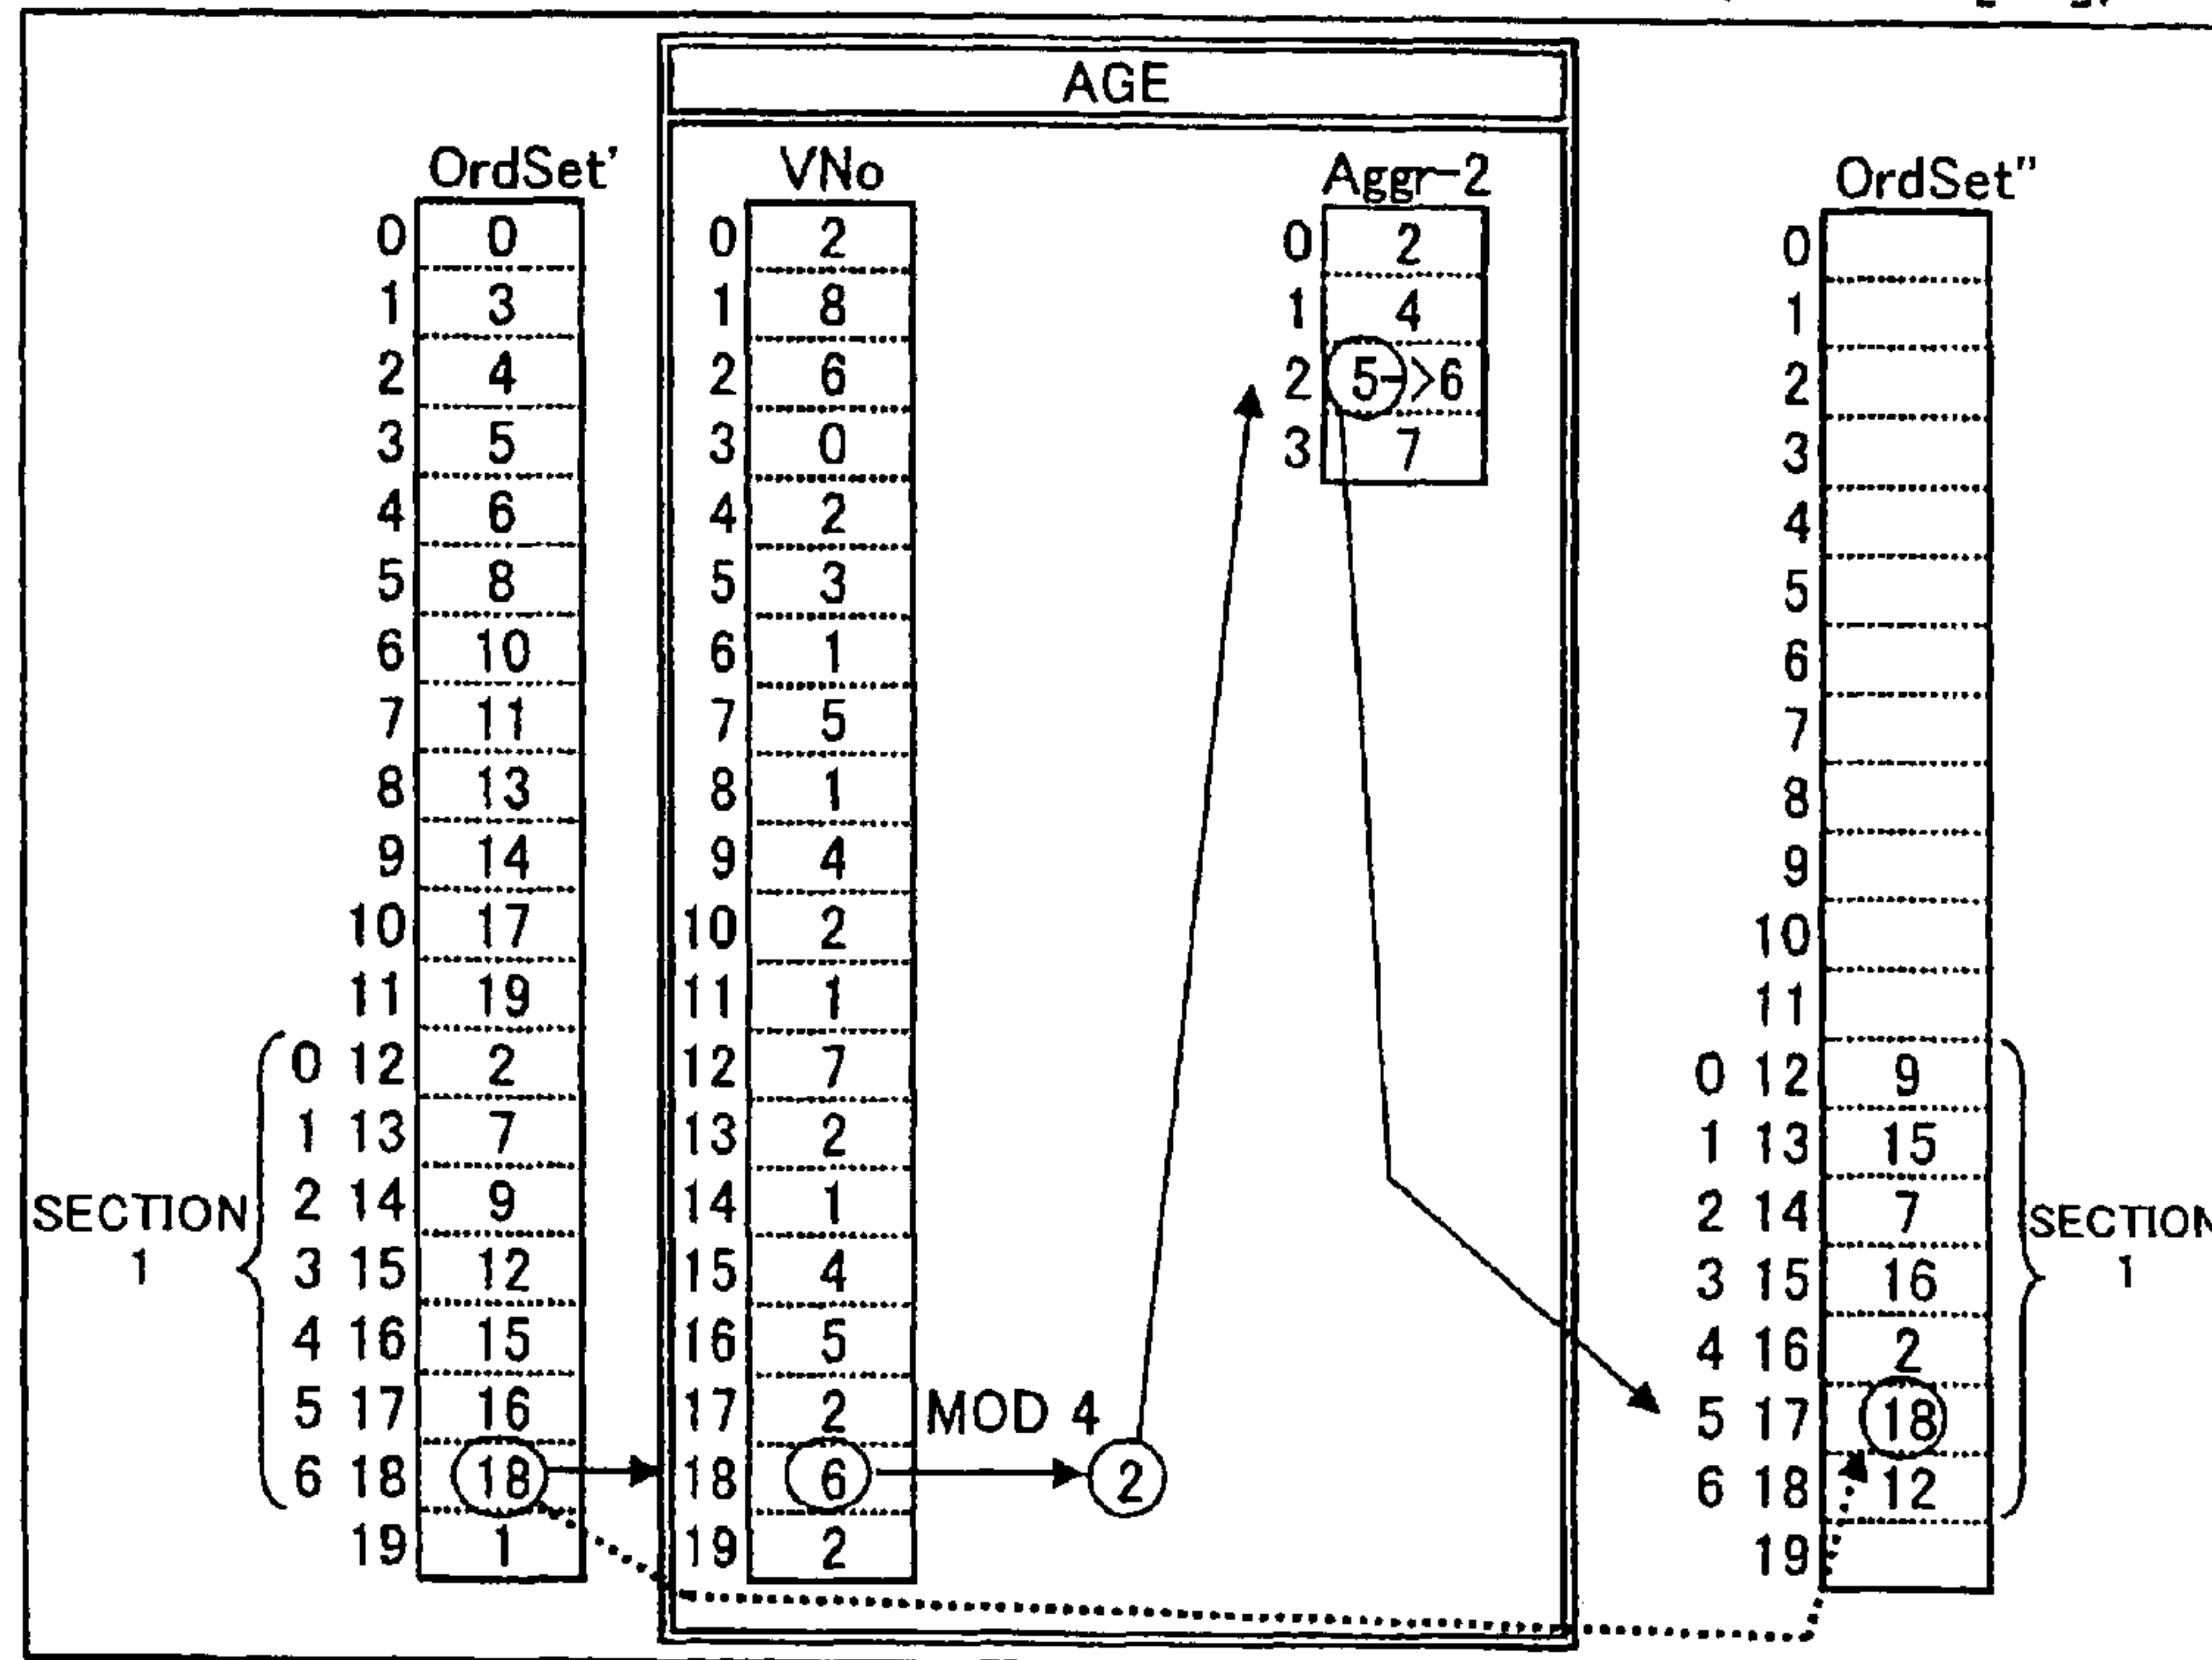 AGE
OrdSet' VNo Aggr-2 OrdSet"
0 0 0 2 0 2 0
1 3 1 8 1 4 1
2 4 2 6 2 5->6 2
3 5 3 0 3 7 3
4 6 4 2 4
5 8 5 3 5
6 10 6 1 6
7 11 7 5 7
8 13 8 1 8
9 14 9 4 9
10 17 10 2 10
11 19 11 1 11
0 12 2 12 7 0 12 9
1 13 7 13 2 1 13 15
SECTION 2 14 9 14 1 2 14 7 SECTION
1 3 15 12 15 4 3 15 16 1
4 16 15 16 5 4 16 2
5 17 16 17 2 MOD 4 5 17 18
6 18 18 18 6 2 6 18 12
19 1 19 2 19